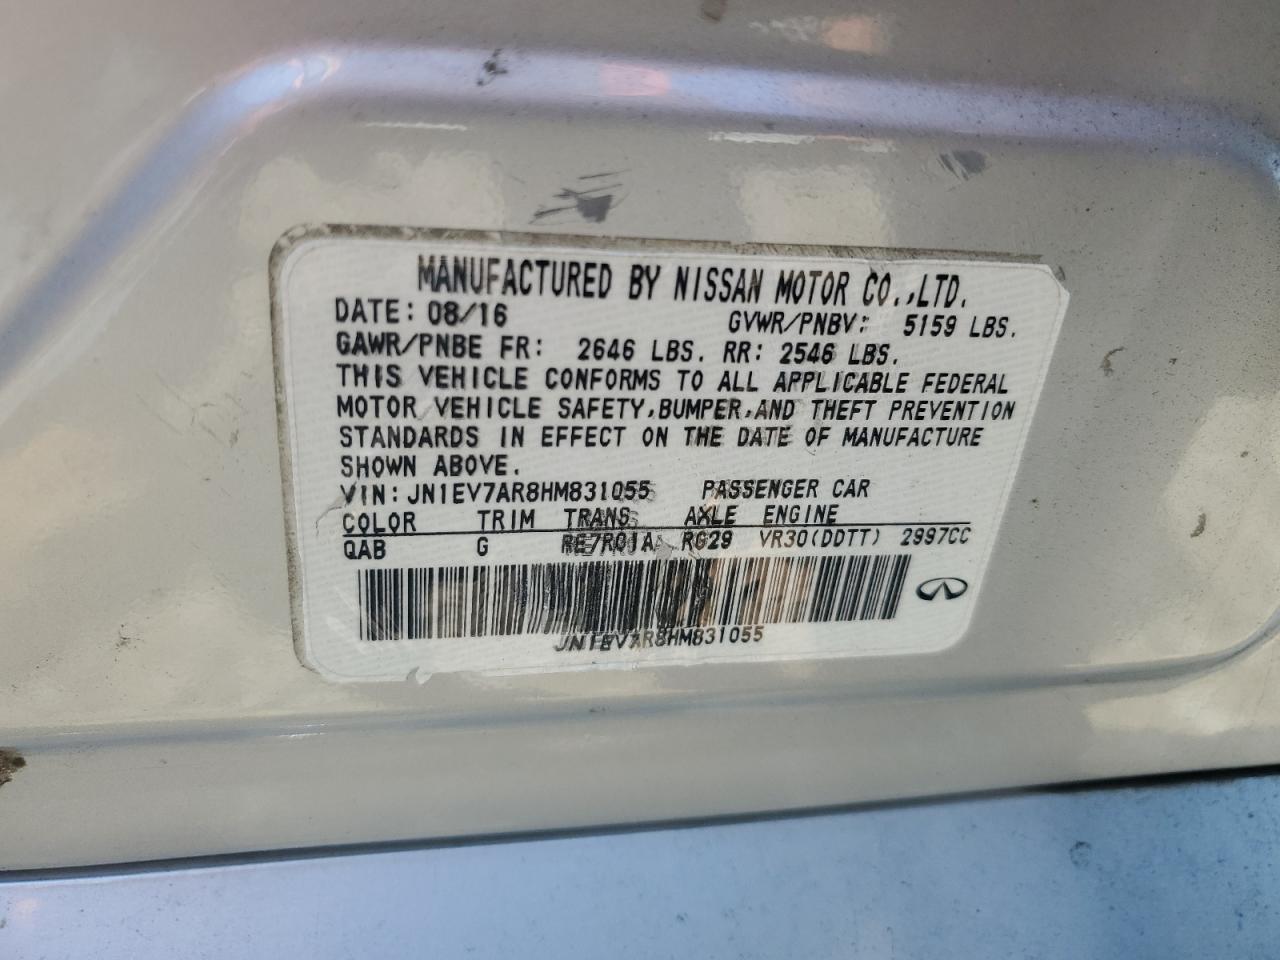 MANUFACTURED BY NISSAN MOTOR CO.,LTD.
DATE: 08/16 GVWR/PNBV: 5159 LBS.
GAWR/PNBE FR: 2646 LBS. RR: 2546 LBS.
THIS VEHICLE CONFORMS TO ALL APPLICABLE FEDERAL
MOTOR VEHICLE SAFETY,BUMPER,AND THEFT PREVENTION
STANDARDS IN EFFECT ON THE DATE OF MANUFACTURE
SHOWN ABOVE.
VIN: JN1EV7AR8HM831055 PASSENGER CAR
COLOR TRIM TRANS AXLE ENGINE
QAB G RE7R01A RG29 VR30(DDTT) 2997CC
JN1EV7AR8HM831055